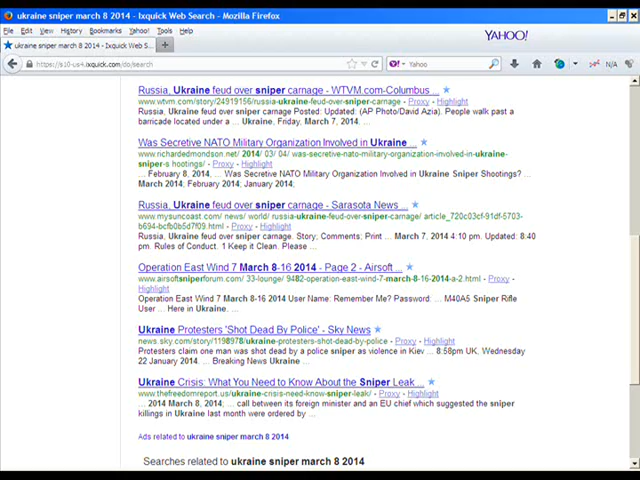 ukraine sniper march 8 2014 - Ixquick Web Search - Mozilla Firefox
File Edit View History Bookmarks Yahoo! Tools Help
YAHOO!
ukraine sniper march 8 2014 - Ixquick Web S...
https://s10-us4.ixquick.com/do/search
Yahoo
N/A
Russia, Ukraine feud over sniper carnage - WTVM.com-Columbus ...
www.wtvm.com/story/24919156/russia-ukraine-feud-over-sniper-carnage - Proxy - Highlight
Russia, Ukraine feud over sniper carnage Posted: Updated: (AP Photo/David Azia). People walk past a
barricade located under a ... Ukraine, Friday, March 7, 2014. ...
Was Secretive NATO Military Organization Involved in Ukraine ...
www.richardedmondson.net/ 2014/ 03/ 04/ was-secretive-nato-military-organization-involved-in-ukraine-
sniper-s hootings/ - Proxy - Highlight
... February 8, 2014, ... Was Secretive NATO Military Organization Involved in Ukraine Sniper Shootings? ...
March 2014, February 2014; January 2014;
Russia, Ukraine feud over sniper carnage - Sarasota News ...
www.mysuncoast.com/ news/ world/ russia-ukraine-feud-over-sniper-carnage/ article_720c03cf-91df-5703-
b694-bcfb0b5d7f09.html - Proxy - Highlight
Russia, Ukraine feud over sniper carnage. Story; Comments; Print ... March 7, 2014 4:10 pm. Updated: 8:40
pm. Rules of Conduct. 1 Keep it Clean. Please ...
Operation East Wind 7 March 8-16 2014 - Page 2 - Airsoft ...
www.airsoftsniperforum.com/ 33-lounge/ 9482-operation-east-wind-7-march-8-16-2014-a-2.html - Proxy -
Highlight
Operation East Wind 7 March 8-16 2014 User Name: Remember Me? Password. ... M40A5 Sniper Rifle
User ... Here in Ukraine.
Ukraine Protesters 'Shot Dead By Police' - Sky News
news.sky.com/story/1198978/ukraine-protesters-shot-dead-by-police - Proxy - Highlight
Protesters claim one man was shot dead by a police sniper as violence in Kiev ... 8:58pm UK, Wednesday
22 January 2014. ... Breaking News Ukraine ...
Ukraine Crisis: What You Need to Know About the Sniper Leak ...
www.thefreedomreport.us/ukraine-crisis-need-know-sniper-leak/ - Proxy - Highlight
... 2014 March 8, 2014, ... call between its foreign minister and an EU chief which suggested the sniper
killings in Ukraine last month were ordered by ...
Ads related to ukraine sniper march 8 2014
Searches related to ukraine sniper march 8 2014